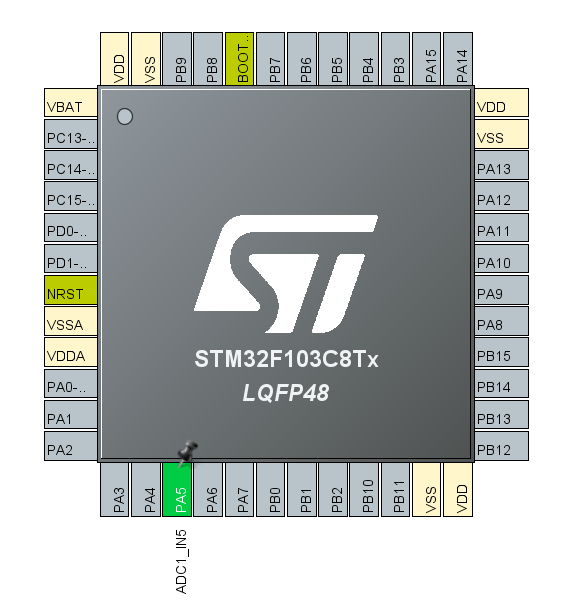 VDD
VSS
PB9
PB8
BOOT..
PB7
PB6
PB5
PB4
PB3
PA15
PA14
VBAT
PC13-..
PC14-..
PC15-..
PD0-..
PD1-..
NRST
VSSA
VDDA
PA0-..
PA1
PA2
VDD
VSS
PA13
PA12
PA11
PA10
PA9
PA8
PB15
PB14
PB13
PB12
ST
STM32F103C8Tx
LQFP48
PA3
PA4
PA5
PA6
PA7
PB0
PB1
PB2
PB10
PB11
VSS
VDD
ADC1_IN5